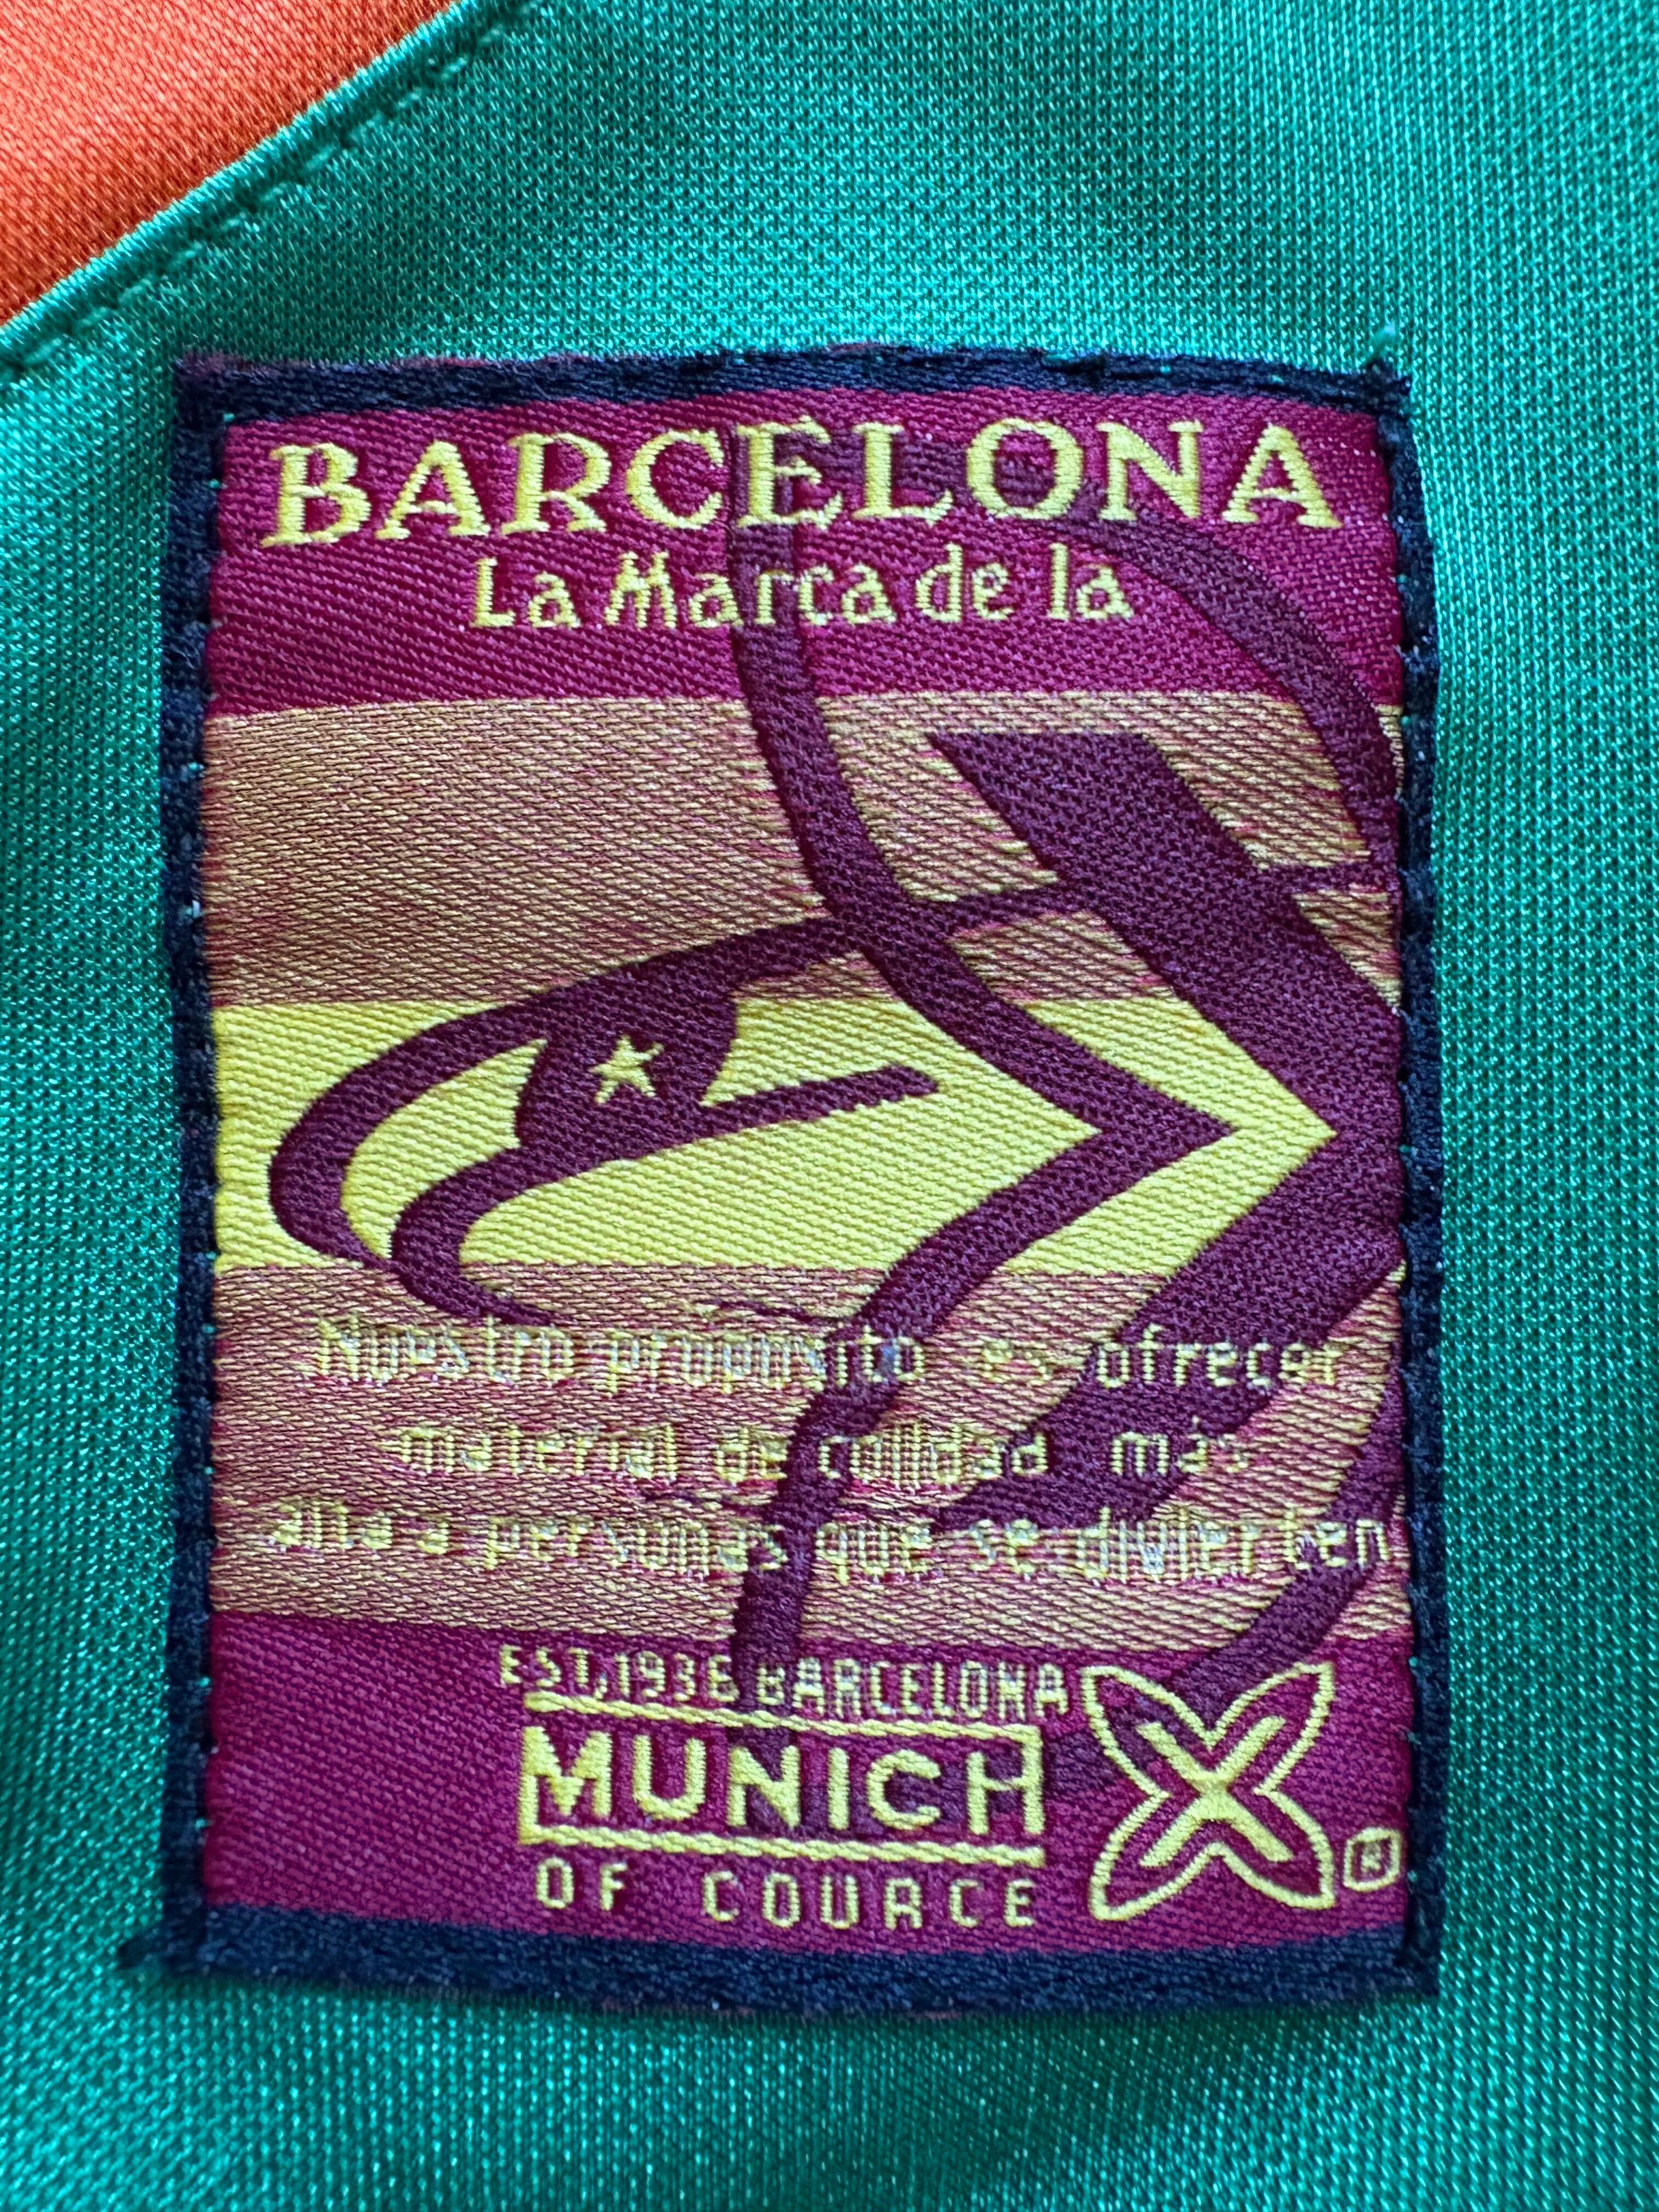 BARCELONA
La Marca de la
Nuestro proposito es ofrecer
material de calidad más
alta a personas que se divierten
EST.1936 BARCELONA
MUNICH
OF COURCE